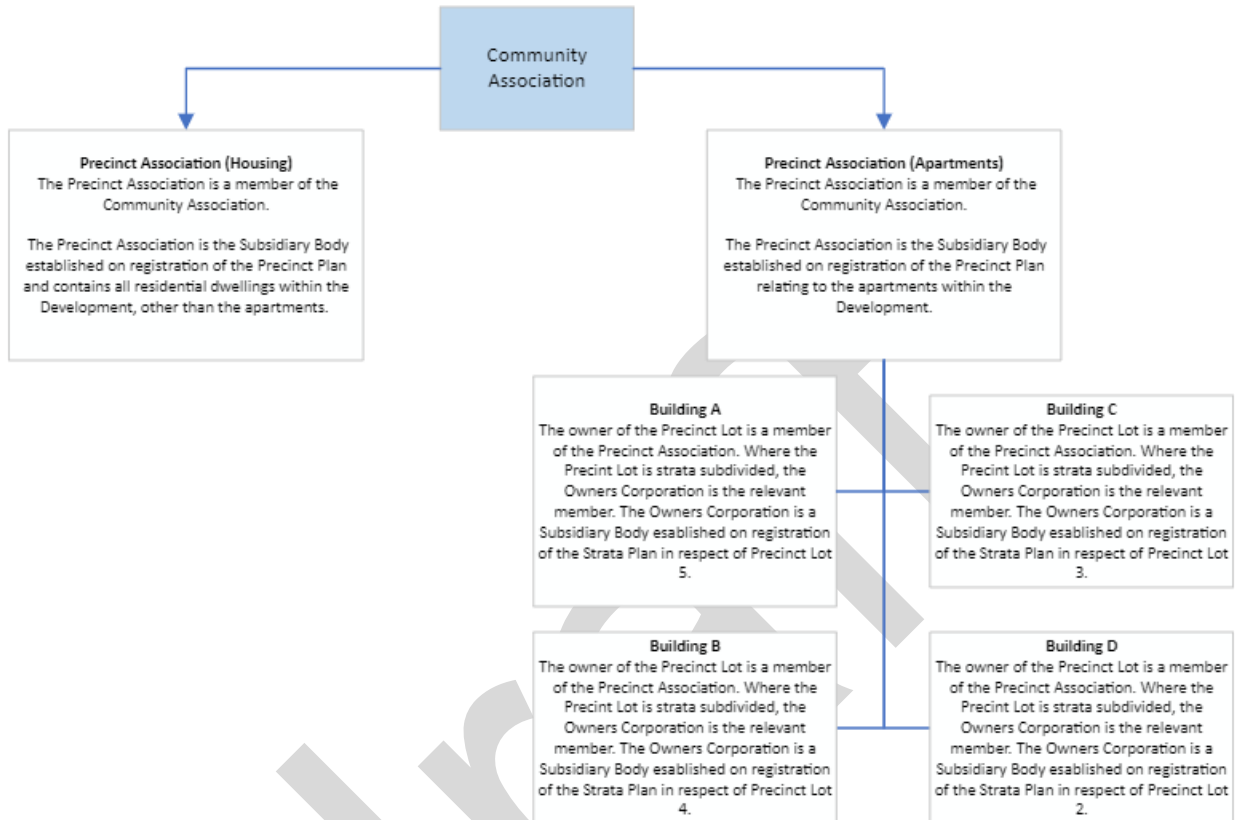 Community
Association
Precinct Association (Housing)
The Precinct Association is a member of the
Community Association.
The Precinct Association is the Subsidiary Body
established on registration of the Precinct Plan
and contains all residential dwellings within the
Development, other than the apartments.
Precinct Association (Apartments)
The Precinct Association is a member of the
Community Association.
The Precinct Association is the Subsidiary Body
established on registration of the Precinct Plan
relating to the apartments within the
Development.
Building A
The owner of the Precinct Lot is a member
of the Precinct Association. Where the
Precint Lot is strata subdivided, the
Owners Corporation is the relevant
member. The Owners Corporation is a
Subsidiary Body esablished on registration
of the Strata Plan in respect of Precinct Lot
5.
Building C
The owner of the Precinct Lot is a member
of the Precinct Association. Where the
Precint Lot is strata subdivided, the
Owners Corporation is the relevant
member. The Owners Corporation is a
Subsidiary Body esablished on registration
of the Strata Plan in respect of Precinct Lot
3.
Building B
The owner of the Precinct Lot is a member
of the Precinct Association. Where the
Precint Lot is strata subdivided, the
Owners Corporation is the relevant
member. The Owners Corporation is a
Subsidiary Body esablished on registration
of the Strata Plan in respect of Precinct Lot
4.
Building D
The owner of the Precinct Lot is a member
of the Precinct Association. Where the
Precint Lot is strata subdivided, the
Owners Corporation is the relevant
member. The Owners Corporation is a
Subsidiary Body esablished on registration
of the Strata Plan in respect of Precinct Lot
2.